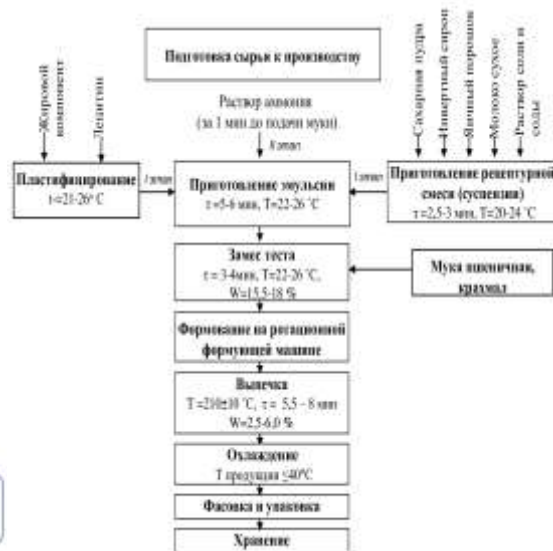 Подготовка сырья к производству
Жировой
компонент
Лецитин
Раствор аммония
(за 1 мин до подачи муки)
II этап
Сахарная пудра
Инвертный сироп
Яичный порошок
Молоко сухое
Раствор соли и
соды
Пластифицирование
t=21-26° С
I этап
Приготовление эмульсии
τ=5-6 мин, T=22-26 °С
I этап
Приготовление рецептурной
смеси (суспензии)
τ=2,5-3 мин, T=20-24 °С
Замес теста
τ = 3-4мин, T=22-26 °С,
W=15,5-18 %
Мука пшеничная,
крахмал
Формование на ротационной
формующей машине
Выпечка
T =210±10 °С, τ = 5,5 – 8 мин
W=2,5-6,0 %
Охлаждение
T продукции ≤40°С
Фасовка и упаковка
Хранение